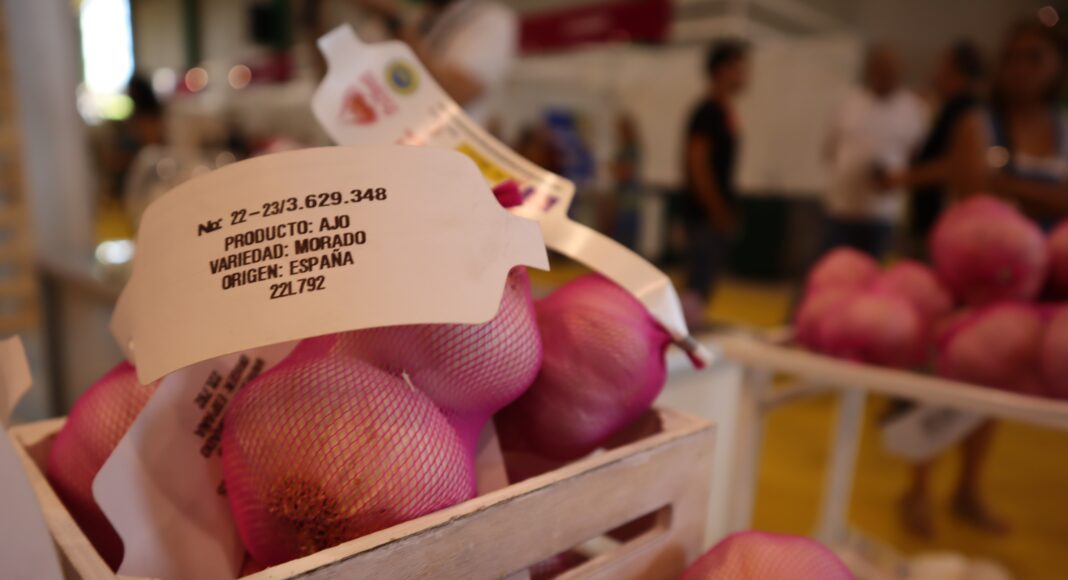 No: 22-23/3.629.348
PRODUCTO: AJO
VARIEDAD: MORADO
ORIGEN: ESPAÑA
22L792